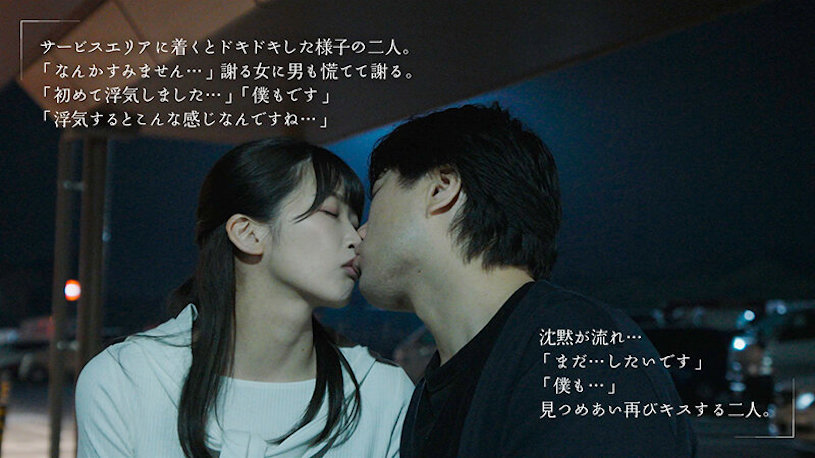 サービスエリアに着くとドキドキした様子の二人。
「なんかすみません…」謝る女に男も慌てて謝る。
「初めて浮気しました…」「僕もです」
「浮気するとこんな感じなんですね…」
沈黙が流れ…
「まだ…したいです」
「僕も…」
見つめあい再びキスする二人。